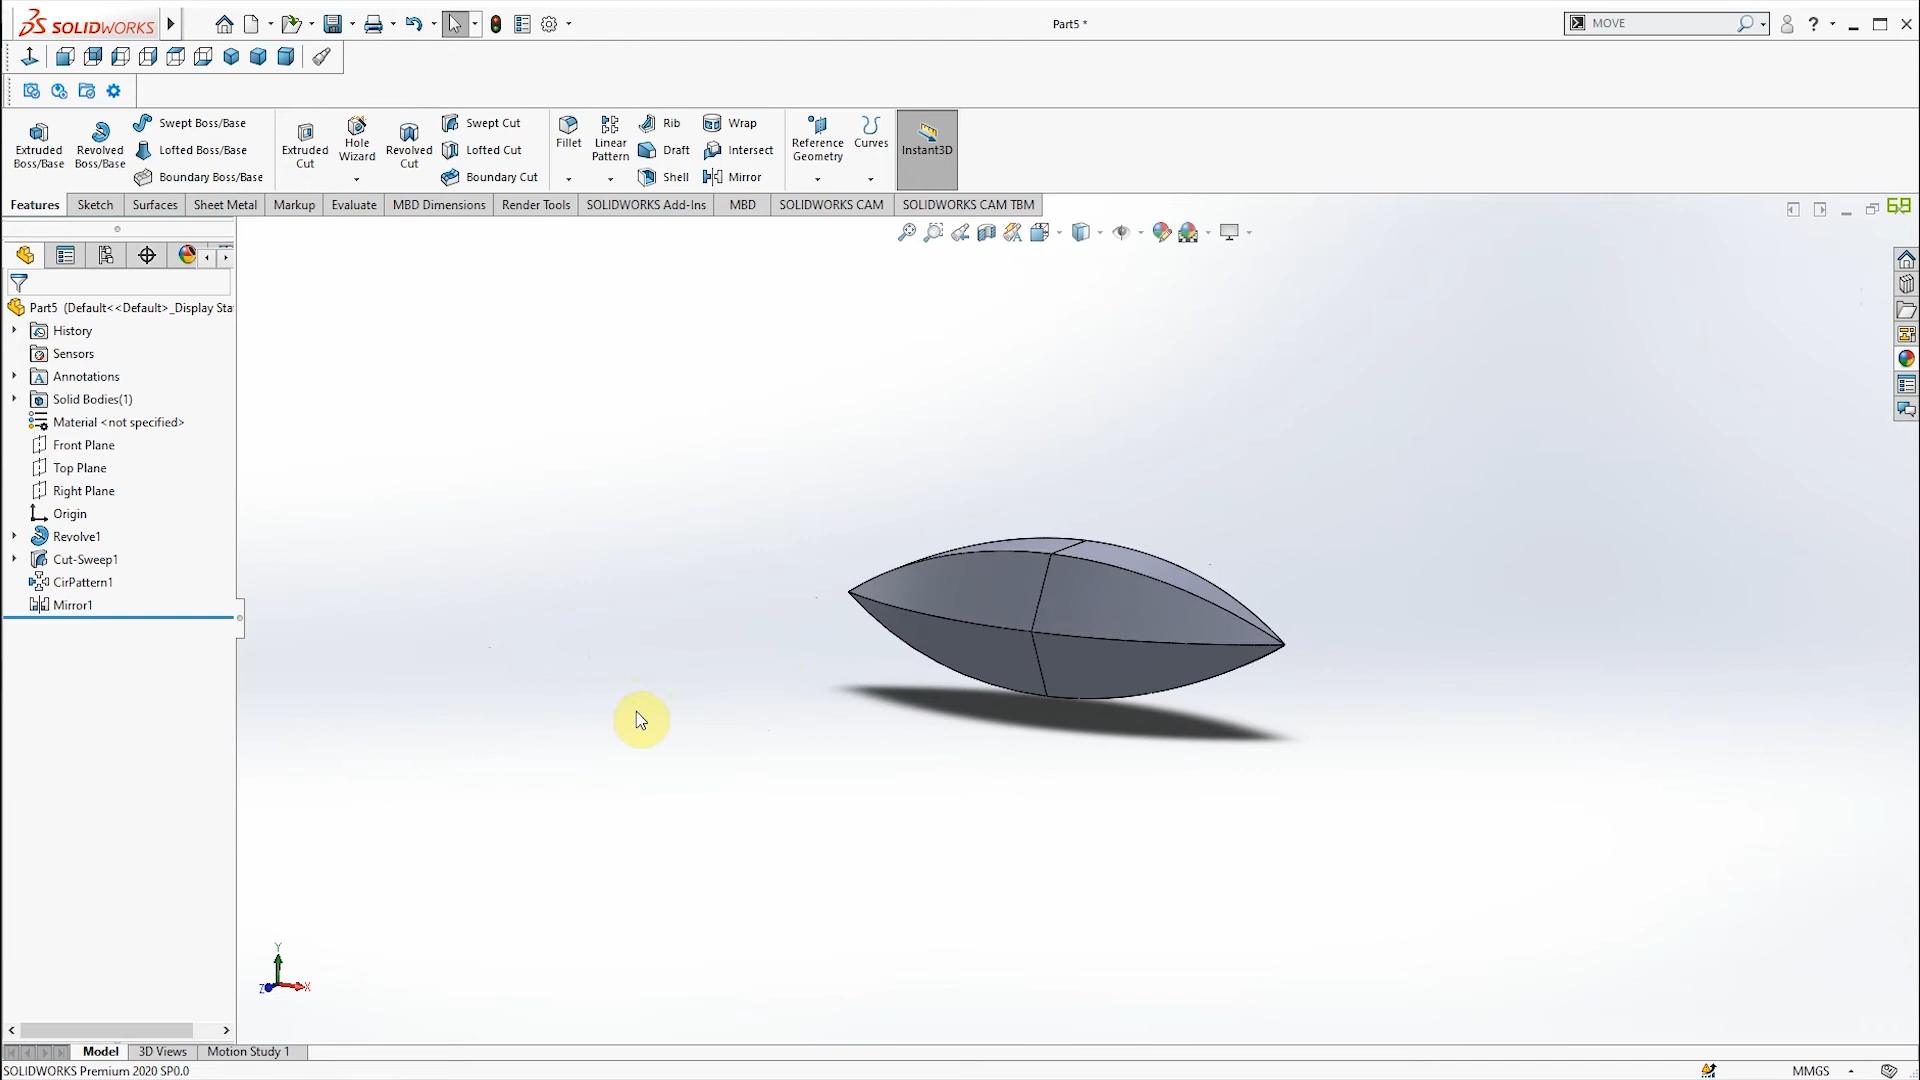 SOLIDWORKS
Part5 *
MOVE
?
Extruded Boss/Base
Revolved Boss/Base
Swept Boss/Base
Lofted Boss/Base
Boundary Boss/Base
Extruded Cut
Hole Wizard
Revolved Cut
Swept Cut
Lofted Cut
Boundary Cut
Fillet
Linear Pattern
Rib
Draft
Shell
Wrap
Intersect
Mirror
Reference Geometry
Curves
Instant3D
Features
Sketch
Surfaces
Sheet Metal
Markup
Evaluate
MBD Dimensions
Render Tools
SOLIDWORKS Add-Ins
MBD
SOLIDWORKS CAM
SOLIDWORKS CAM TBM
Part5 (Default<<Default>_Display Sta
History
Sensors
Annotations
Solid Bodies(1)
Material <not specified>
Front Plane
Top Plane
Right Plane
Origin
Revolve1
Cut-Sweep1
CirPattern1
Mirror1
Y
Z
X
Model
3D Views
Motion Study 1
SOLIDWORKS Premium 2020 SP0.0
MMGS